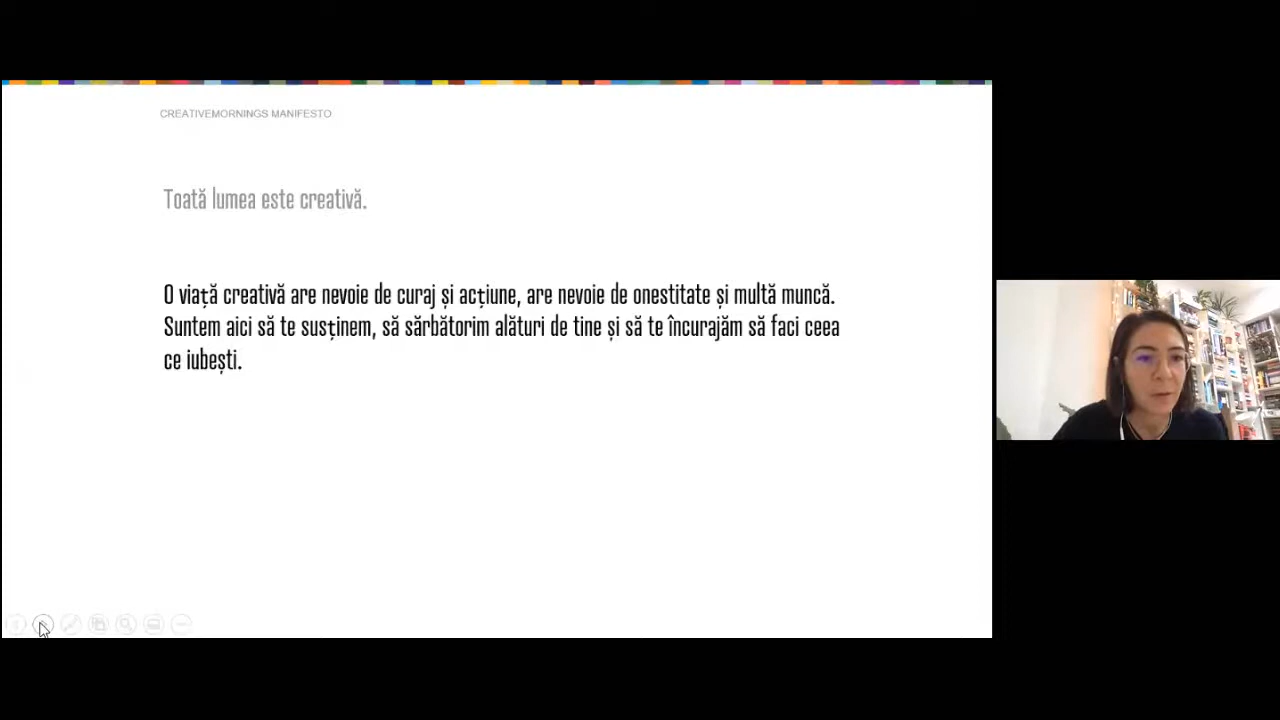 CREATIVEMORNINGS MANIFESTO
Toată lumea este creativă.
O viață creativă are nevoie de curaj și acțiune, are nevoie de onestitate și multă muncă.
Suntem aici să te susținem, să sărbătorim alături de tine și să te încurajăm să faci ceea
ce iubești.